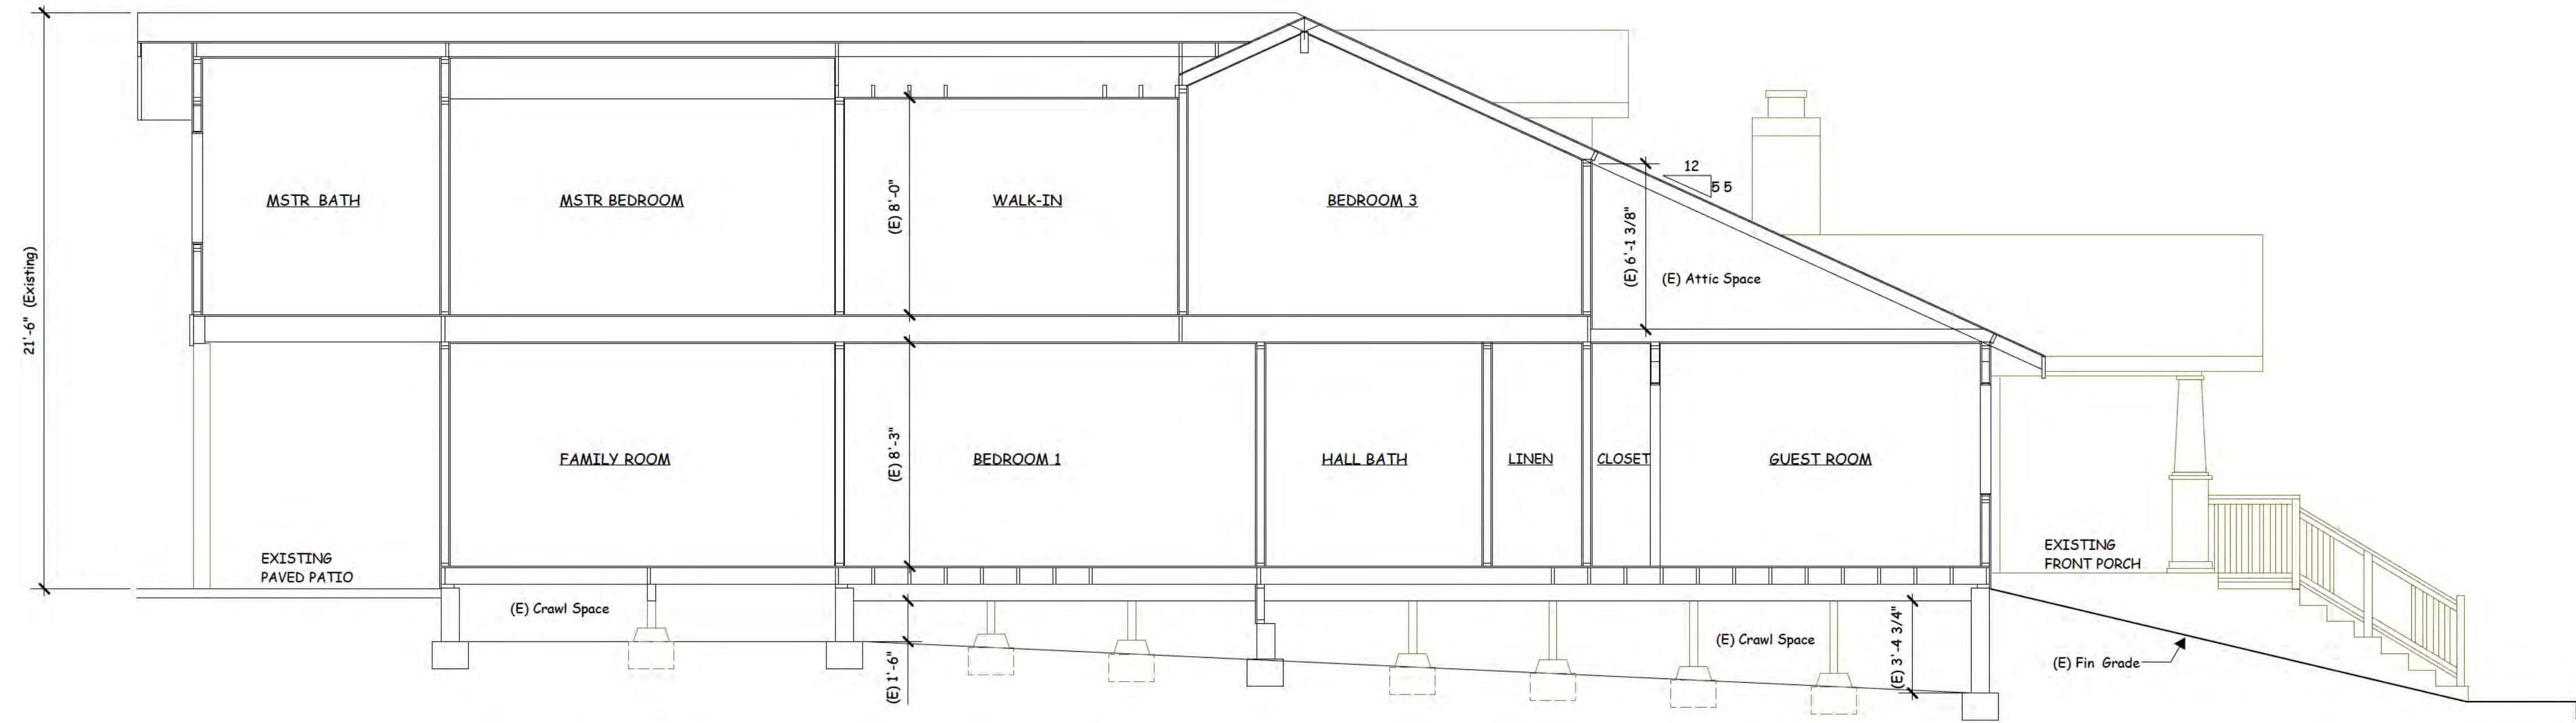 21'-6" (Existing)
MSTR BATH
MSTR BEDROOM
(E) 8'-0"
WALK-IN
BEDROOM 3
12
5 5
(E) 6'-1 3/8"
(E) Attic Space
FAMILY ROOM
(E) 8'-3"
BEDROOM 1
HALL BATH
LINEN
CLOSET
GUEST ROOM
EXISTING
PAVED PATIO
EXISTING
FRONT PORCH
(E) Crawl Space
(E) 1'-6"
(E) Crawl Space
(E) 3'-4 3/4"
(E) Fin Grade